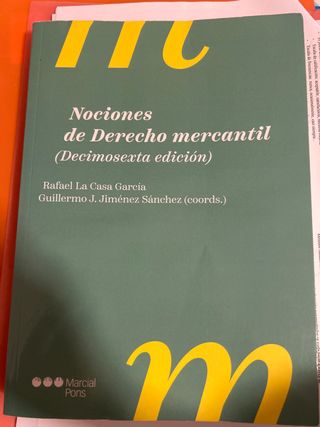 m
Nociones
de Derecho mercantil
(Decimosexta edición)
Rafael La Casa García
Guillermo J. Jiménez Sánchez (coords.)
Marcial
Pons
m